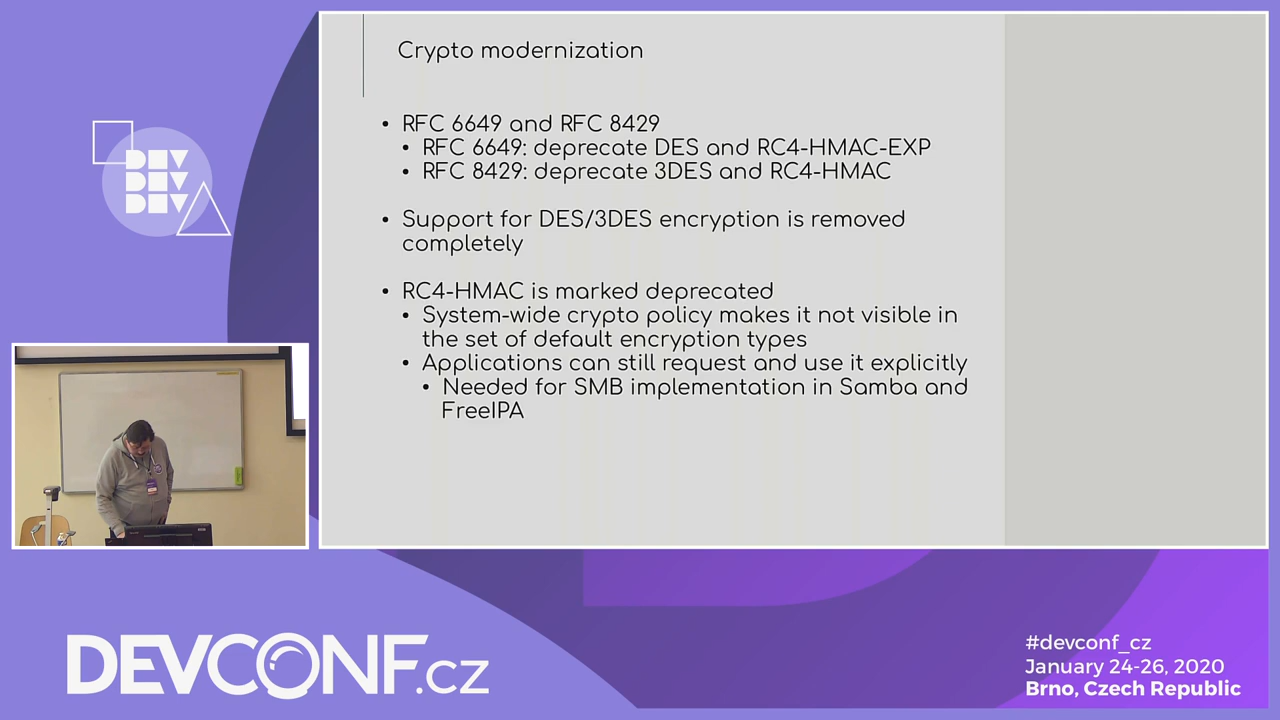 Crypto modernization
• RFC 6649 and RFC 8429
• RFC 6649: deprecate DES and RC4-HMAC-EXP
• RFC 8429: deprecate 3DES and RC4-HMAC
• Support for DES/3DES encryption is removed
completely
• RC4-HMAC is marked deprecated
• System-wide crypto policy makes it not visible in
the set of default encryption types
• Applications can still request and use it explicitly
• Needed for SMB implementation in Samba and
FreeIPA
DEV
DEV
DEV
DEVCONF.cz
#devconf_cz
January 24-26, 2020
Brno, Czech Republic